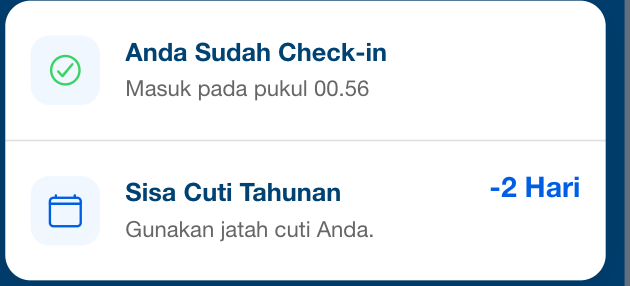 Anda Sudah Check-in
Masuk pada pukul 00.56
Sisa Cuti Tahunan
-2 Hari
Gunakan jatah cuti Anda.